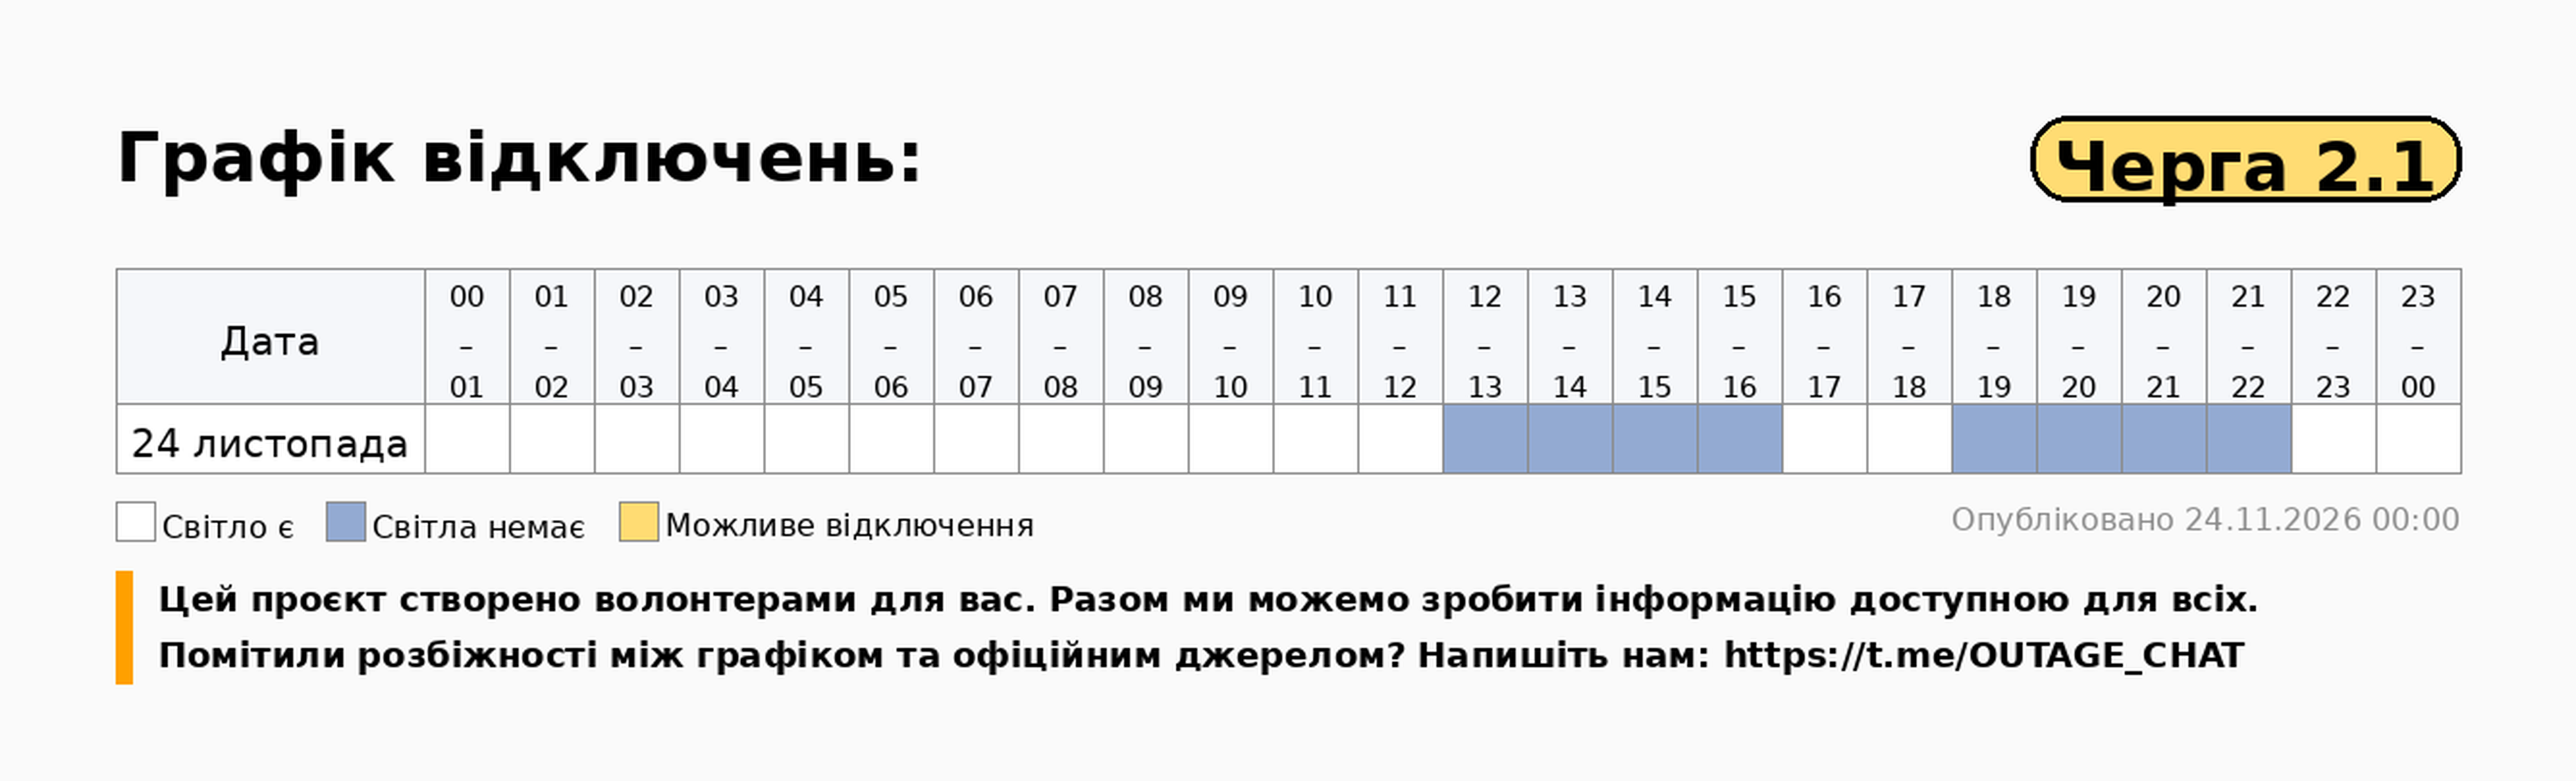 Графік відключень:
Черга 2.1
Дата
00 – 01
01 – 02
02 – 03
03 – 04
04 – 05
05 – 06
06 – 07
07 – 08
08 – 09
09 – 10
10 – 11
11 – 12
12 – 13
13 – 14
14 – 15
15 – 16
16 – 17
17 – 18
18 – 19
19 – 20
20 – 21
21 – 22
22 – 23
23 – 00
24 листопада
Світло є
Світла немає
Можливе відключення
Опубліковано 24.11.2026 00:00
Цей проєкт створено волонтерами для вас. Разом ми можемо зробити інформацію доступною для всіх.
Помітили розбіжності між графіком та офіційним джерелом? Напишіть нам: https://t.me/OUTAGE_CHAT